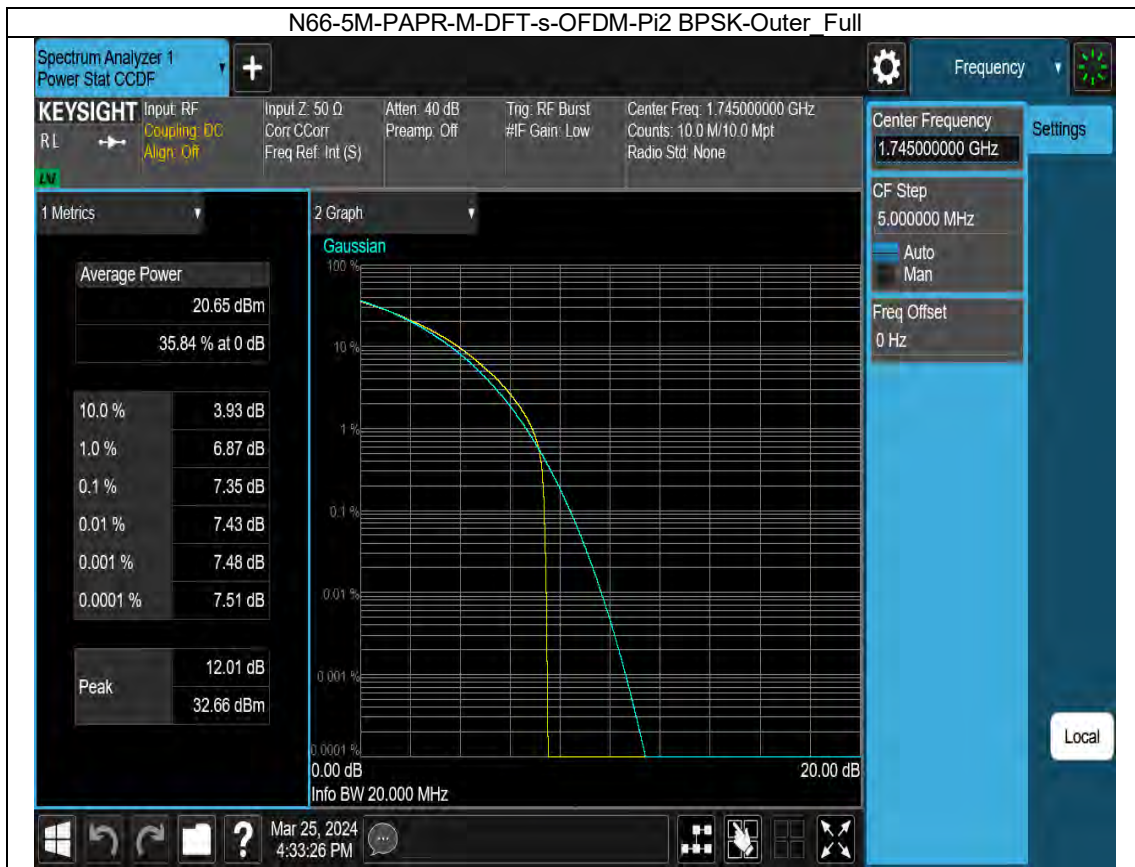 N66-5M-PAPR-M-DFT-s-OFDM-Pi2 BPSK-Outer_Full
Spectrum Analyzer 1
Power Stat CCDF
+
Frequency
KEYSIGHT
RL
Input: RF
Coupling: DC
Align: Off
Input Z: 50 Ω
Corr CCorr
Freq Ref: Int (S)
Atten: 40 dB
Preamp: Off
Trig: RF Burst
#IF Gain: Low
Center Freq: 1.745000000 GHz
Counts: 10.0 M/10.0 Mpt
Radio Std: None
Center Frequency
1.745000000 GHz
Settings
CF Step
5.000000 MHz
Auto
Man
Freq Offset
0 Hz
1 Metrics
Average Power
20.65 dBm
35.84 % at 0 dB
10.0 % 3.93 dB
1.0 % 6.87 dB
0.1 % 7.35 dB
0.01 % 7.43 dB
0.001 % 7.48 dB
0.0001 % 7.51 dB
Peak
12.01 dB
32.66 dBm
2 Graph
Gaussian
100 %
10 %
1 %
0.1 %
0.01 %
0.001 %
0.0001 %
0.00 dB 20.00 dB
Info BW 20.000 MHz
Local
?
Mar 25, 2024
4:33:26 PM